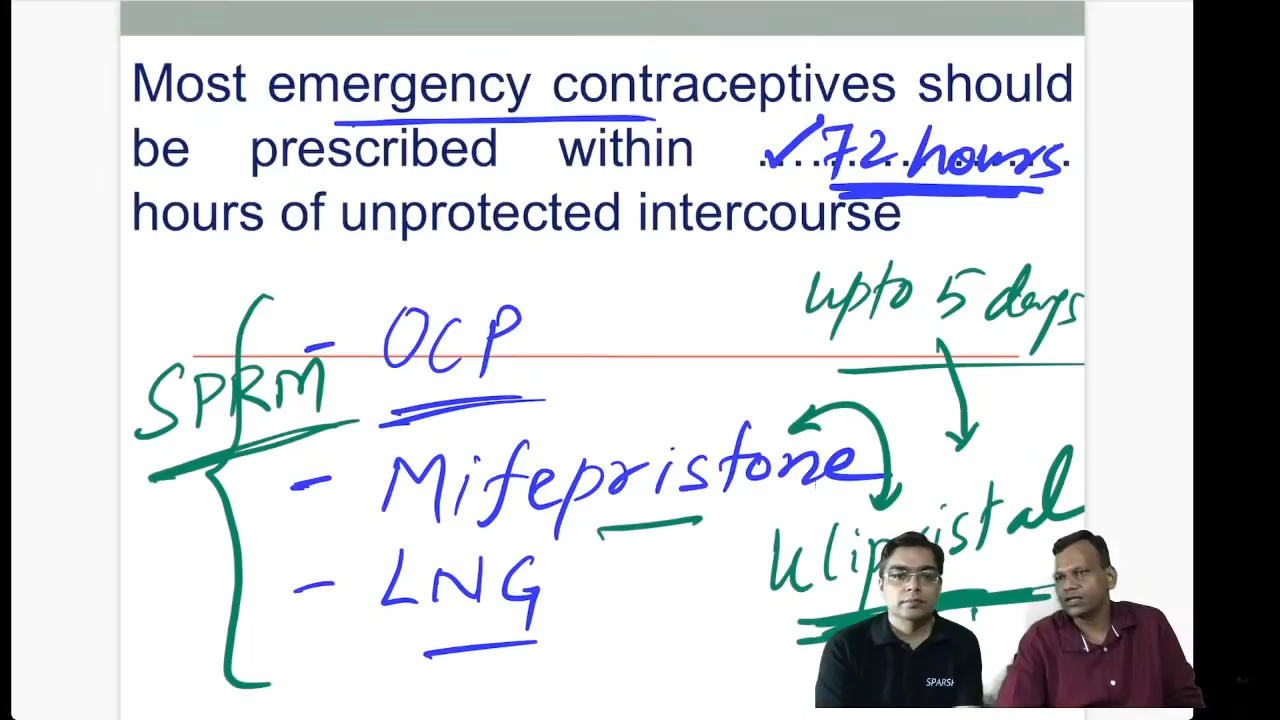 Most emergency contraceptives should
be prescribed within ................... ✓ 72 hours
hours of unprotected intercourse
upto 5 days
- OCP
SPRM
- Mifepristone
Ulipristal
- LNG
SPARSH